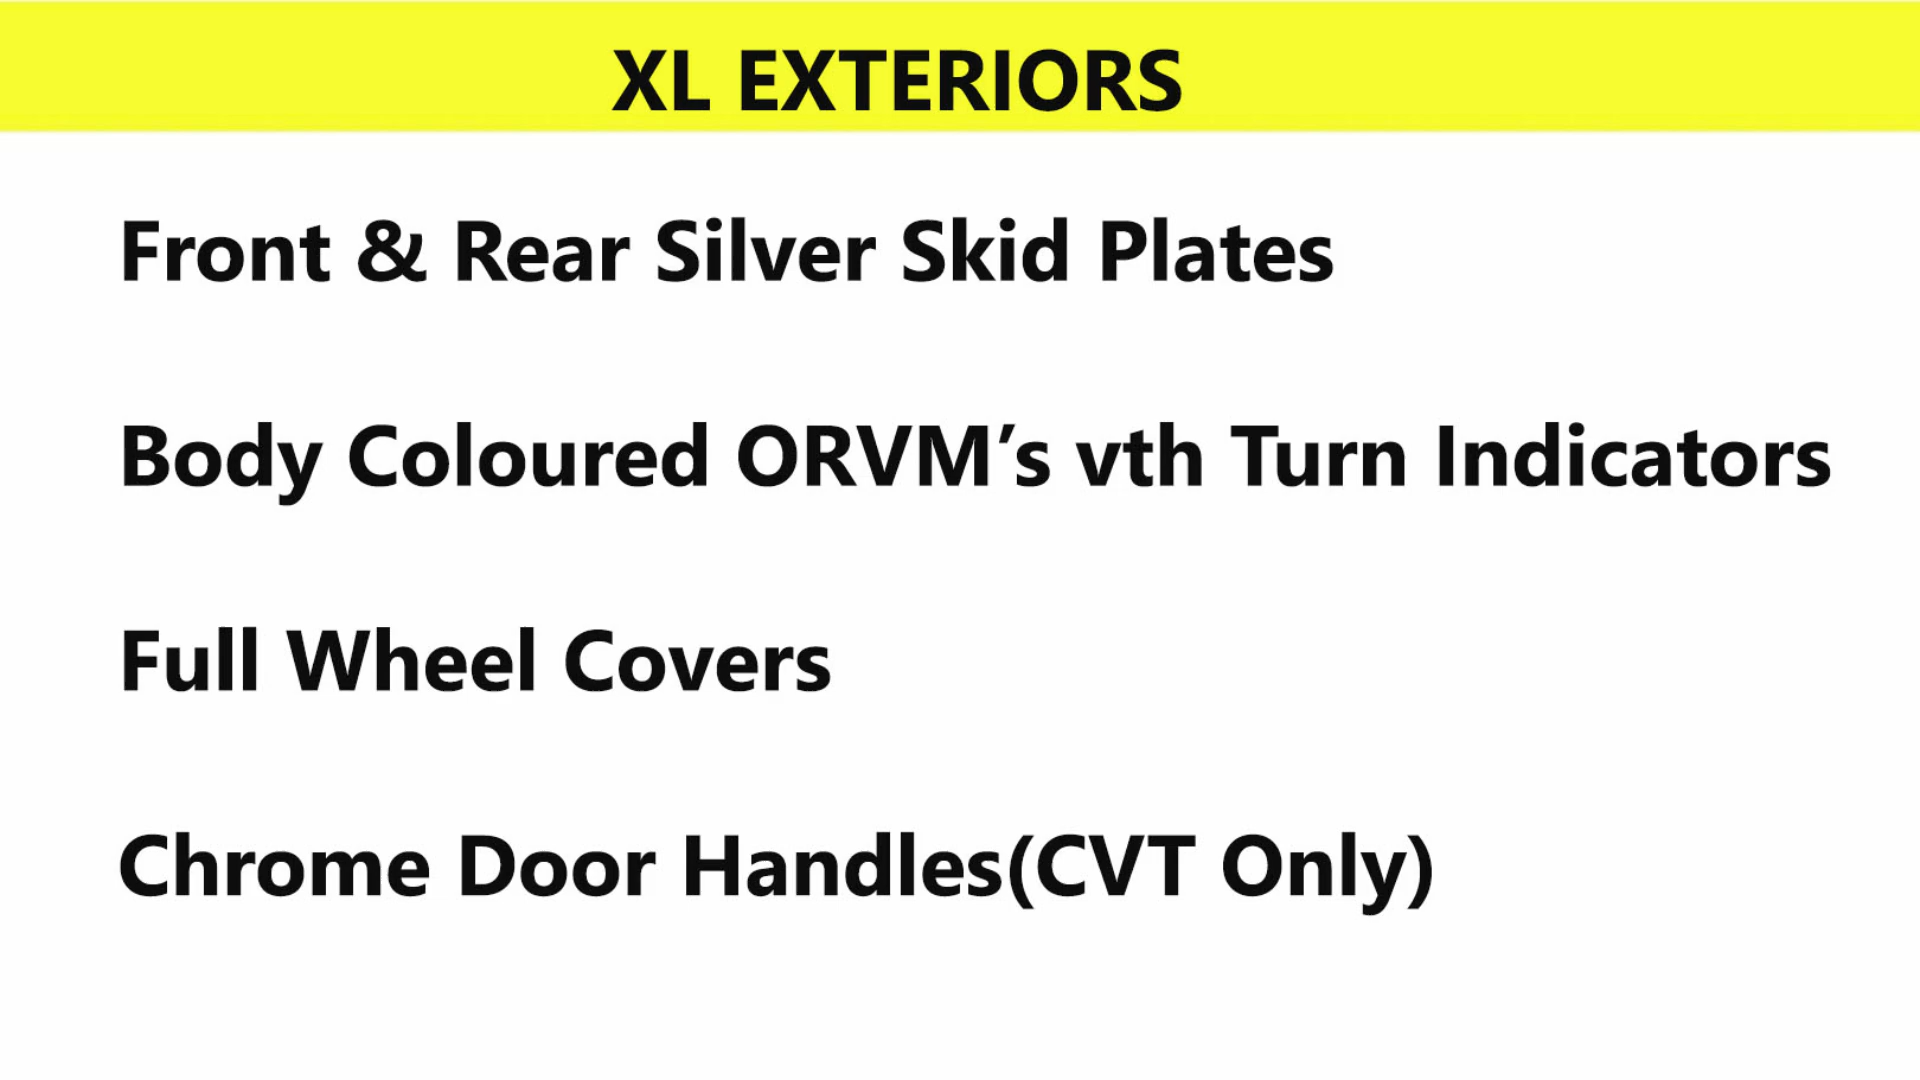 XL EXTERIORS
Front & Rear Silver Skid Plates
Body Coloured ORVM’s vth Turn Indicators
Full Wheel Covers
Chrome Door Handles(CVT Only)